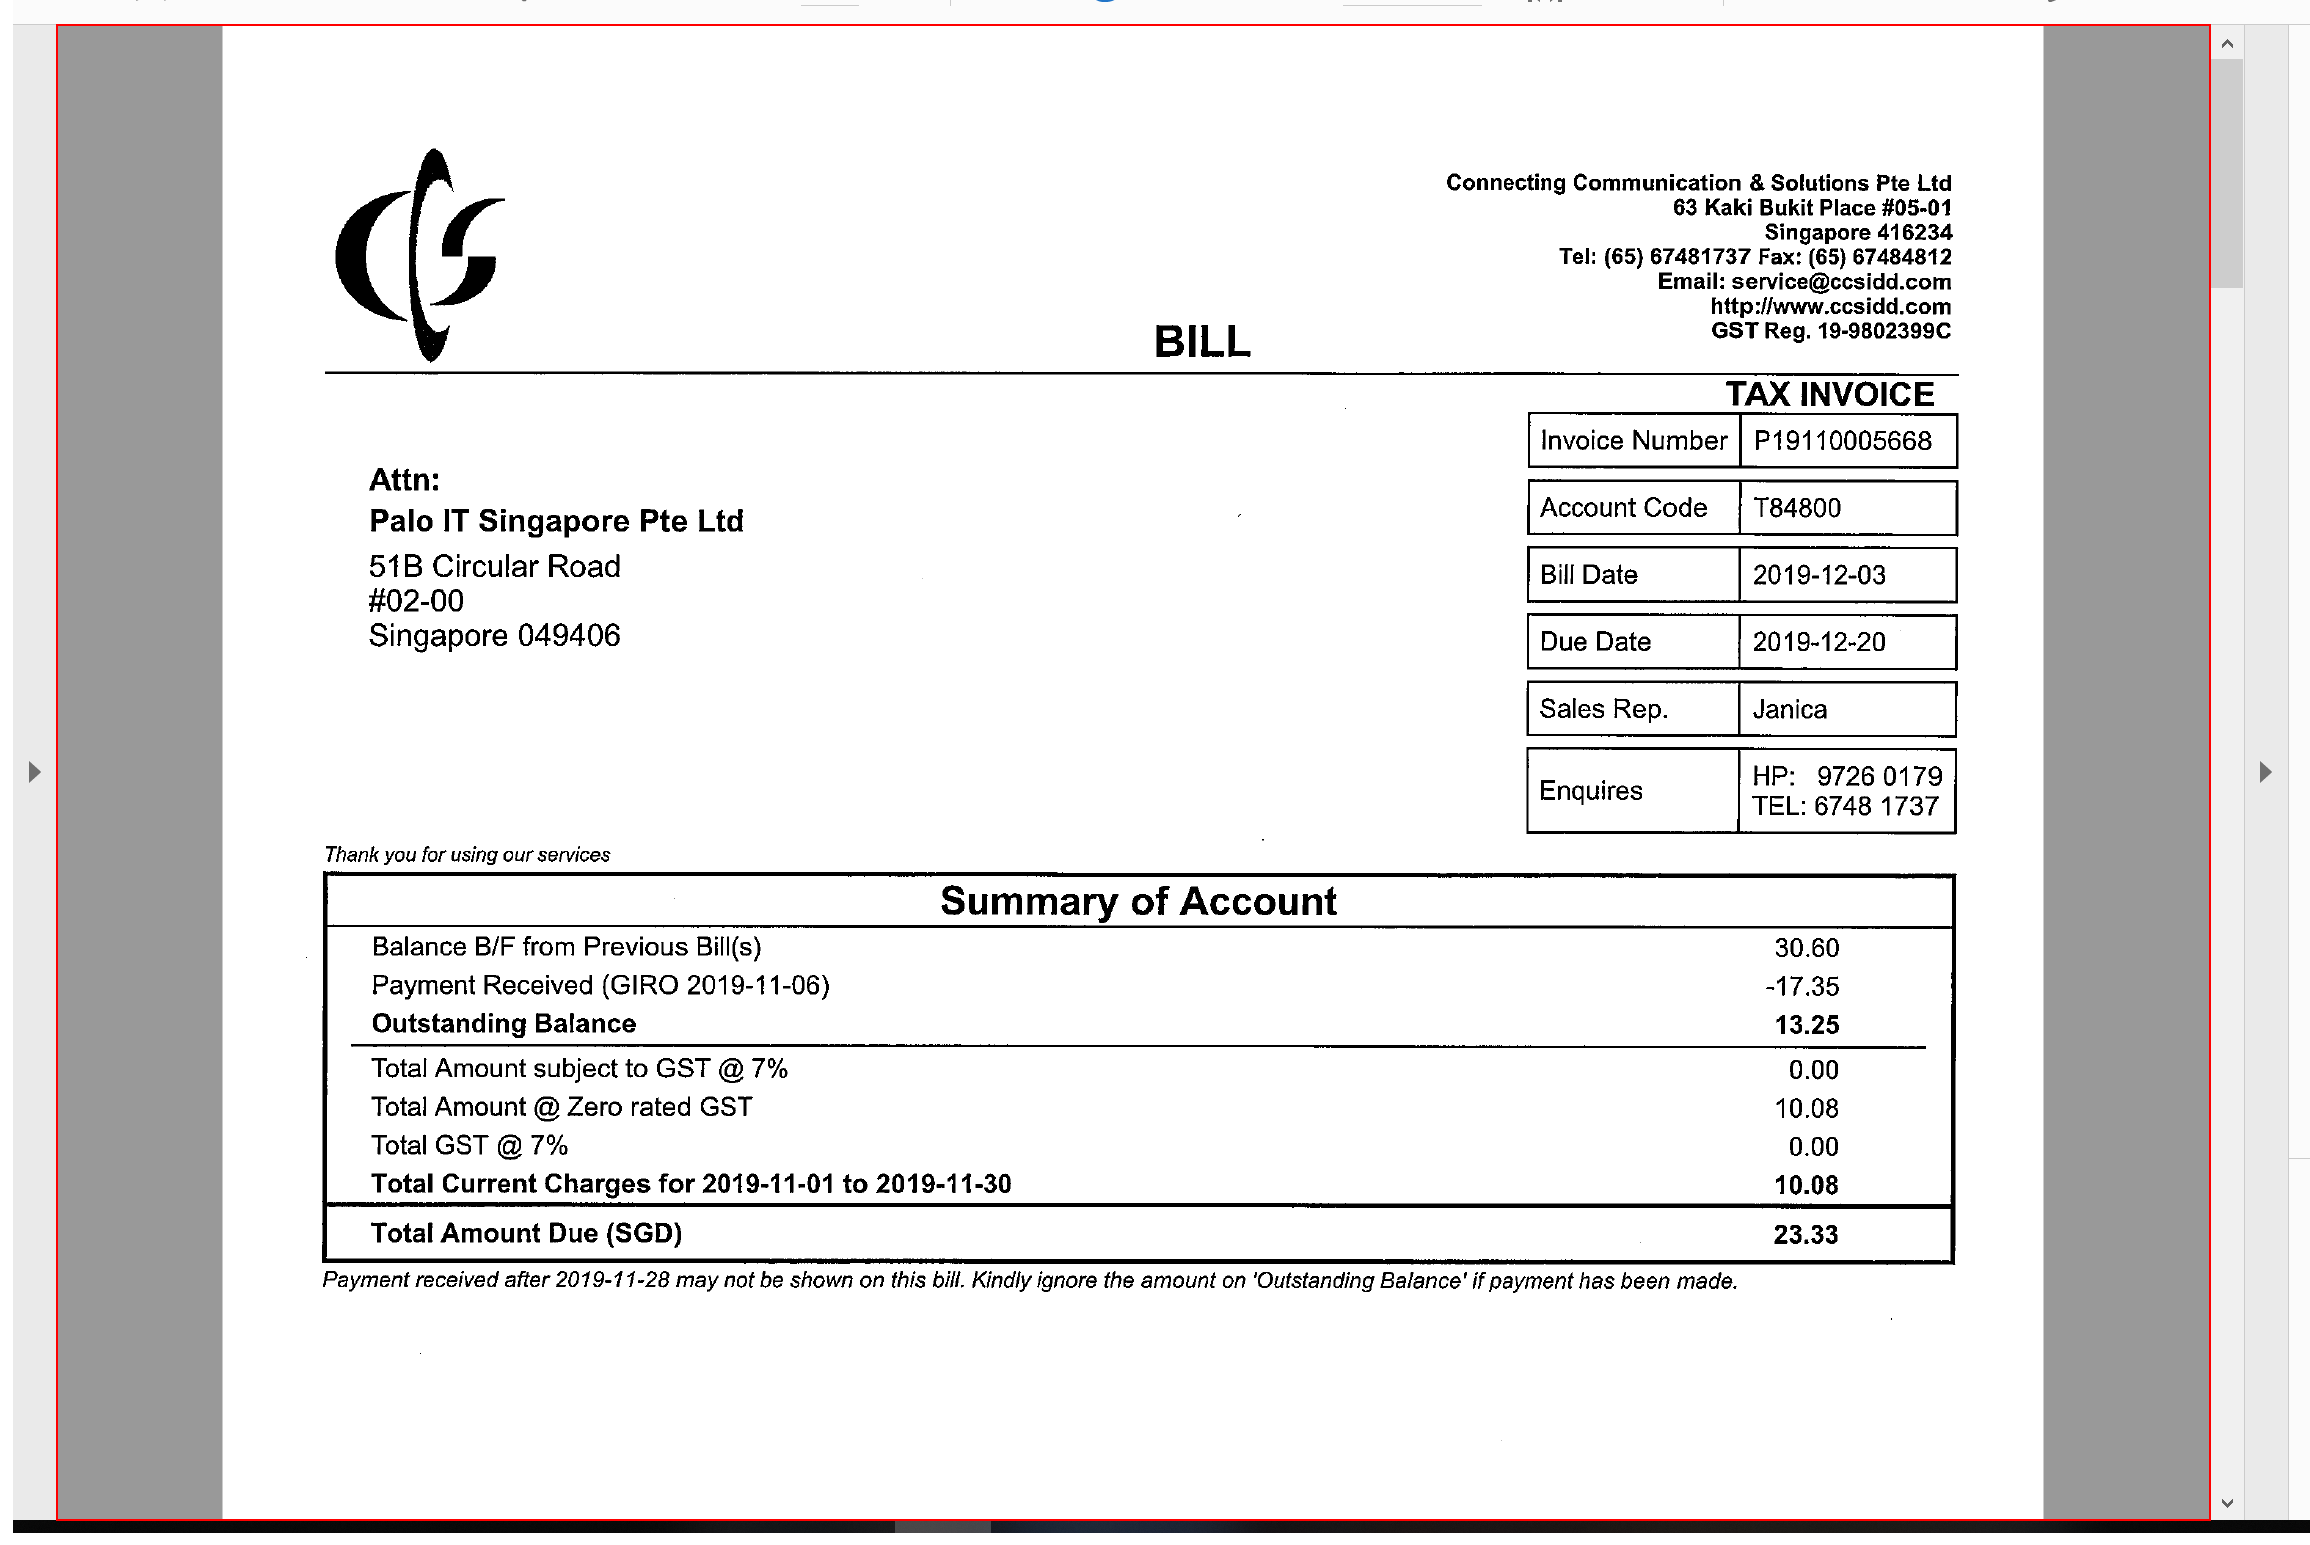 Connecting Communication & Solutions Pte Ltd
63 Kaki Bukit Place #05-01
Singapore 416234
Tel: (65) 67481737 Fax: (65) 67484812
Email: service@ccsidd.com
http://www.ccsidd.com
GST Reg. 19-9802399C
BILL
TAX INVOICE
Invoice Number P19110005668
Attn:
Palo IT Singapore Pte Ltd
51B Circular Road
#02-00
Singapore 049406
Account Code T84800
Bill Date 2019-12-03
Due Date 2019-12-20
Sales Rep. Janica
Enquires HP: 9726 0179
TEL: 6748 1737
Thank you for using our services
Summary of Account
Balance B/F from Previous Bill(s) 30.60
Payment Received (GIRO 2019-11-06) -17.35
Outstanding Balance 13.25
Total Amount subject to GST @ 7% 0.00
Total Amount @ Zero rated GST 10.08
Total GST @ 7% 0.00
Total Current Charges for 2019-11-01 to 2019-11-30 10.08
Total Amount Due (SGD) 23.33
Payment received after 2019-11-28 may not be shown on this bill. Kindly ignore the amount on 'Outstanding Balance' if payment has been made.